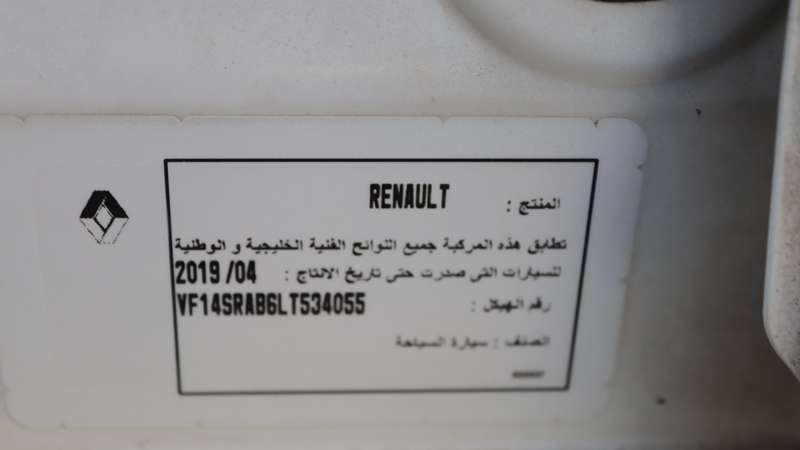 المنتج : RENAULT
تطابق هذه المركبة جميع اللوائح الفنية الخليجية و الوطنية
للسيارات التى صدرت حتى تاريخ الانتاج : 2019/04
رقم الهيكل : VF14SRAB6LT534055
الصنف : سيارة السياحة